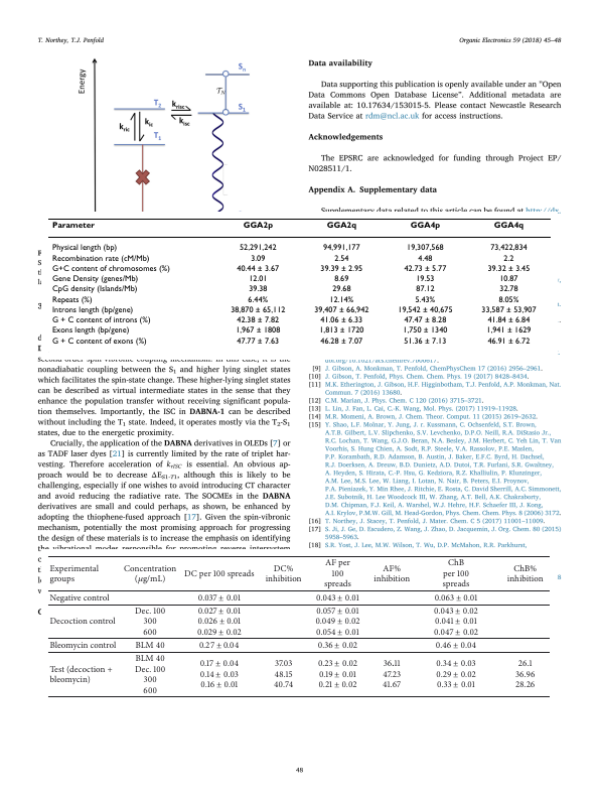 T. Northey, T.J. Penfold
Organic Electronics 59 (2018) 45–48
Energy
Sn
TS
S1
T2
krisc
kisc
kric
kic
T1
Data availability
Data supporting this publication is openly available under an “Open
Data Commons Open Database License”. Additional metadata are
available at: 10.17634/153015-5. Please contact Newcastle Research
Data Service at rdm@ncl.ac.uk for access instructions.
Acknowledgements
The EPSRC are acknowledged for funding through Project EP/
N028511/1.
Appendix A. Supplementary data
Supplementary data related to this article can be found at http://dx.
Parameter GGA2p GGA2q GGA4p GGA4q
Physical length (bp) 52,291,242 94,991,177 19,307,568 73,422,834
Recombination rate (cM/Mb) 3.09 2.54 4.48 2.2
G+C content of chromosomes (%) 40.44 ± 3.67 39.39 ± 2.95 42.73 ± 5.77 39.32 ± 3.45
Gene Density (genes/Mb) 12.01 8.69 19.53 10.87
CpG density (Islands/Mb) 39.38 29.68 87.12 32.78
Repeats (%) 6.44% 12.14% 5.43% 8.05%
Introns length (bp/gene) 38,870 ± 65,112 39,407 ± 66,942 19,542 ± 40,675 33,587 ± 53,907
G + C content of introns (%) 42.38 ± 7.82 41.06 ± 6.33 47.47 ± 8.28 41.84 ± 6.84
Exons length (bp/gene) 1,967 ± 1808 1,813 ± 1720 1,750 ± 1340 1,941 ± 1629
G + C content of exons (%) 47.77 ± 7.63 46.28 ± 7.07 51.36 ± 7.13 46.91 ± 6.72
second order spin-vibronic coupling mechanism. In this case, it is the
nonadiabatic coupling between the S1 and higher lying singlet states
which facilitates the spin-state change. These higher-lying singlet states
can be described as virtual intermediate states in the sense that they
enhance the population transfer without receiving significant popula-
tion themselves. Importantly, the ISC in DABNA-1 can be described
without including the T1 state. Indeed, it operates mostly via the T2-S1
states, due to the energetic proximity.
Crucially, the application of the DABNA derivatives in OLEDs [7] or
as TADF laser dyes [21] is currently limited by the rate of triplet har-
vesting. Therefore acceleration of krISC is essential. An obvious ap-
proach would be to decrease ΔES1-T1, although this is likely to be
challenging, especially if one wishes to avoid introducing CT character
and avoid reducing the radiative rate. The SOCMEs in the DABNA
derivatives are small and could perhaps, as shown, be enhanced by
adopting the thiophene-fused approach [17]. Given the spin-vibronic
mechanism, potentially the most promising approach for progressing
the design of these materials is to increase the emphasis on identifying
the vibrational modes responsible for promoting reverse intersystem
[9] J. Gibson, A. Monkman, T. Penfold, ChemPhysChem 17 (2016) 2956–2961.
[10] J. Gibson, T. Penfold, Phys. Chem. Chem. Phys. 19 (2017) 8428–8434.
[11] M.K. Etherington, J. Gibson, H.F. Higginbotham, T.J. Penfold, A.P. Monkman, Nat.
Commun. 7 (2016) 13680.
[12] C.M. Marian, J. Phys. Chem. C 120 (2016) 3715–3721.
[13] L. Lin, J. Fan, L. Cai, C.-K. Wang, Mol. Phys. (2017) 11919–11928.
[14] M.R. Moment, A. Brown, J. Chem. Theor. Comput. 11 (2015) 2619–2632.
[15] Y. Shao, L.F. Molnar, Y. Jung, J. r. Kussmann, C. Ochsenfeld, S.T. Brown,
A.T.B. Gilbert, L.V. Slipchenko, S.V. Levchenko, D.P.O. Neill, R.A. DiStasio Jr.,
R.C. Lochan, T. Wang, G.J.O. Beran, N.A. Besley, J.M. Herbert, C. Yeh Lin, T. Van
Voorhis, S. Hung Chien, A. Sodt, R.P. Steele, V.A. Rassolov, P.E. Maslen,
P.P. Korambath, R.D. Adamson, B. Austin, J. Baker, E.F.C. Byrd, H. Dachsel,
R.J. Doerksen, A. Dreuw, B.D. Dunietz, A.D. Dutoi, T.R. Furlani, S.R. Gwaltney,
A. Heyden, S. Hirata, C.-P. Hsu, G. Kedziora, R.Z. Khalliulin, P. Klunzinger,
A.M. Lee, M.S. Lee, W. Liang, I. Lotan, N. Nair, B. Peters, E.I. Proynov,
P.A. Pieniazek, Y. Min Rhee, J. Ritchie, E. Rosta, C. David Sherrill, A.C. Simmonett,
J.E. Subotnik, H. Lee Woodcock III, W. Zhang, A.T. Bell, A.K. Chakraborty,
D.M. Chipman, F.J. Keil, A. Warshel, W.J. Hehre, H.F. Schaefer III, J. Kong,
A.I. Krylov, P.M.W. Gill, M. Head-Gordon, Phys. Chem. Chem. Phys. 8 (2006) 3172.
[16] T. Northey, J. Stacey, T. Penfold, J. Mater. Chem. C 5 (2017) 11001–11009.
[17] S. Ji, J. Ge, D. Escudero, Z. Wang, J. Zhao, D. Jacquemin, J. Org. Chem. 80 (2015)
5958–5963.
[18] S.R. Yost, J. Lee, M.W. Wilson, T. Wu, D.P. McMahon, R.R. Parkhurst,
Experimental groups Concentration (μg/mL) DC per 100 spreads DC% inhibition AF per 100 spreads AF% inhibition ChB per 100 spreads ChB% inhibition
Negative control 0.037 ± 0.01 0.043 ± 0.01 0.063 ± 0.01
Dec. 100 0.027 ± 0.01 0.057 ± 0.01 0.043 ± 0.02
Decoction control 300 0.026 ± 0.01 0.049 ± 0.02 0.041 ± 0.01
600 0.029 ± 0.02 0.054 ± 0.01 0.047 ± 0.02
Bleomycin control BLM 40 0.27 ± 0.04 0.36 ± 0.02 0.46 ± 0.04
Test (decoction + bleomycin) BLM 40
Dec. 100 0.17 ± 0.04 37.03 0.23 ± 0.02 36.11 0.34 ± 0.03 26.1
300 0.14 ± 0.03 48.15 0.19 ± 0.01 47.23 0.29 ± 0.02 36.96
600 0.16 ± 0.01 40.74 0.21 ± 0.02 41.67 0.33 ± 0.01 28.26
48